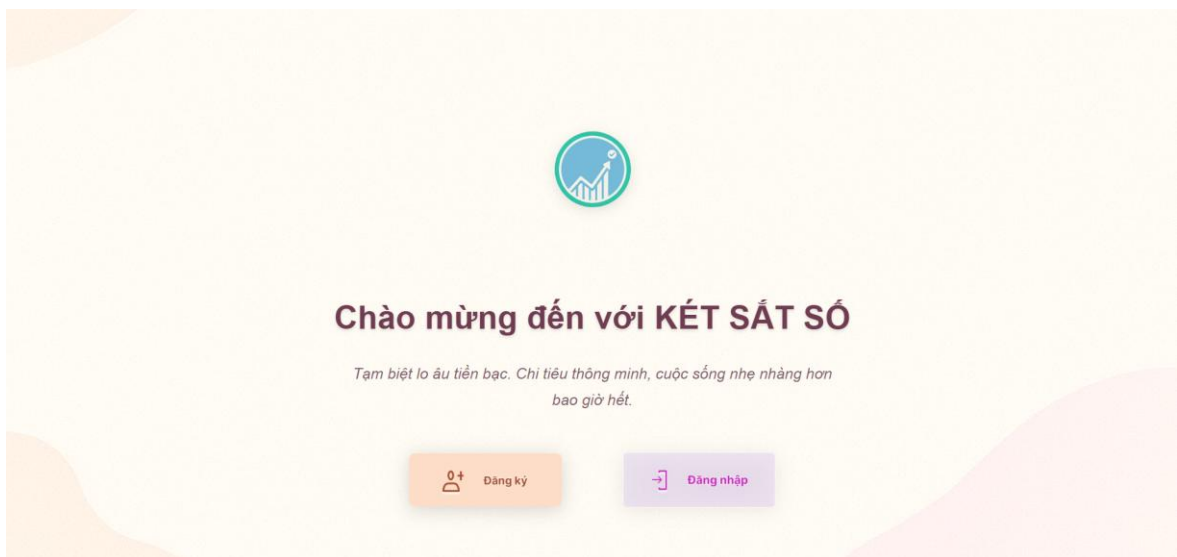 Chào mừng đến với KÉT SẮT SỐ
Tạm biệt lo âu tiền bạc. Chi tiêu thông minh, cuộc sống nhẹ nhàng hơn
bao giờ hết.
Đăng ký
Đăng nhập